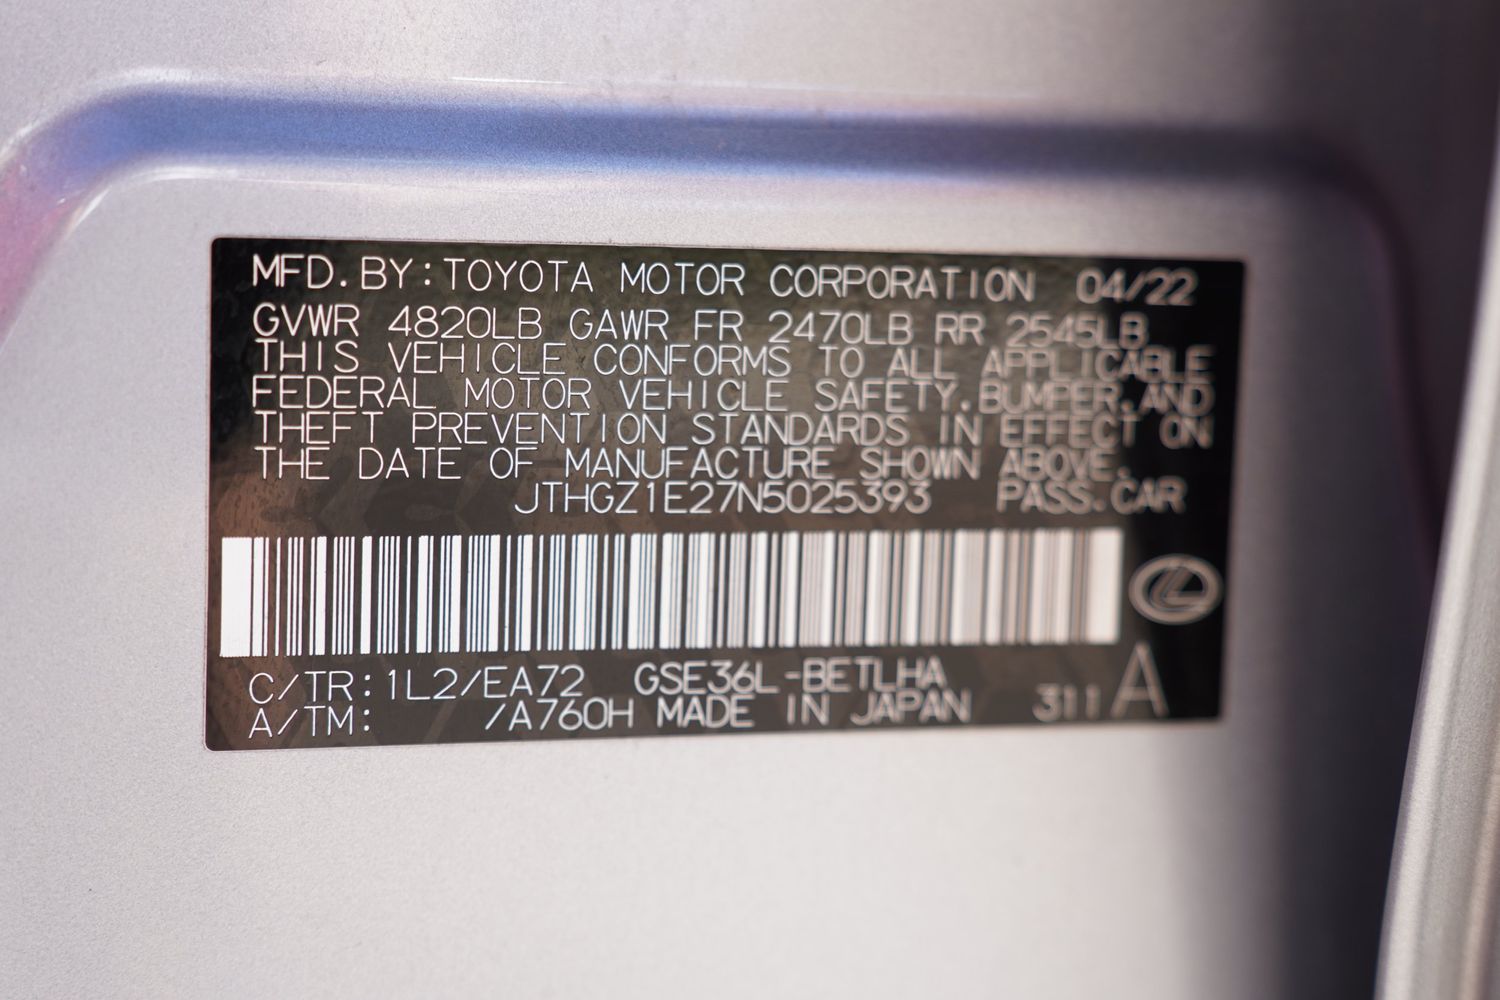 MFD. BY: TOYOTA MOTOR CORPORATION 04/22
GVWR 4820LB GAWR FR 2470LB RR 2545LB
THIS VEHICLE CONFORMS TO ALL APPLICABLE
FEDERAL MOTOR VEHICLE SAFETY, BUMPER, AND
THEFT PREVENTION STANDARDS IN EFFECT ON
THE DATE OF MANUFACTURE SHOWN ABOVE.
JTHGZ1E27N5025393 PASS. CAR
C/TR: 1L2/EA72 GSE36L-BETLHA
A/TM: /A760H MADE IN JAPAN 311 A